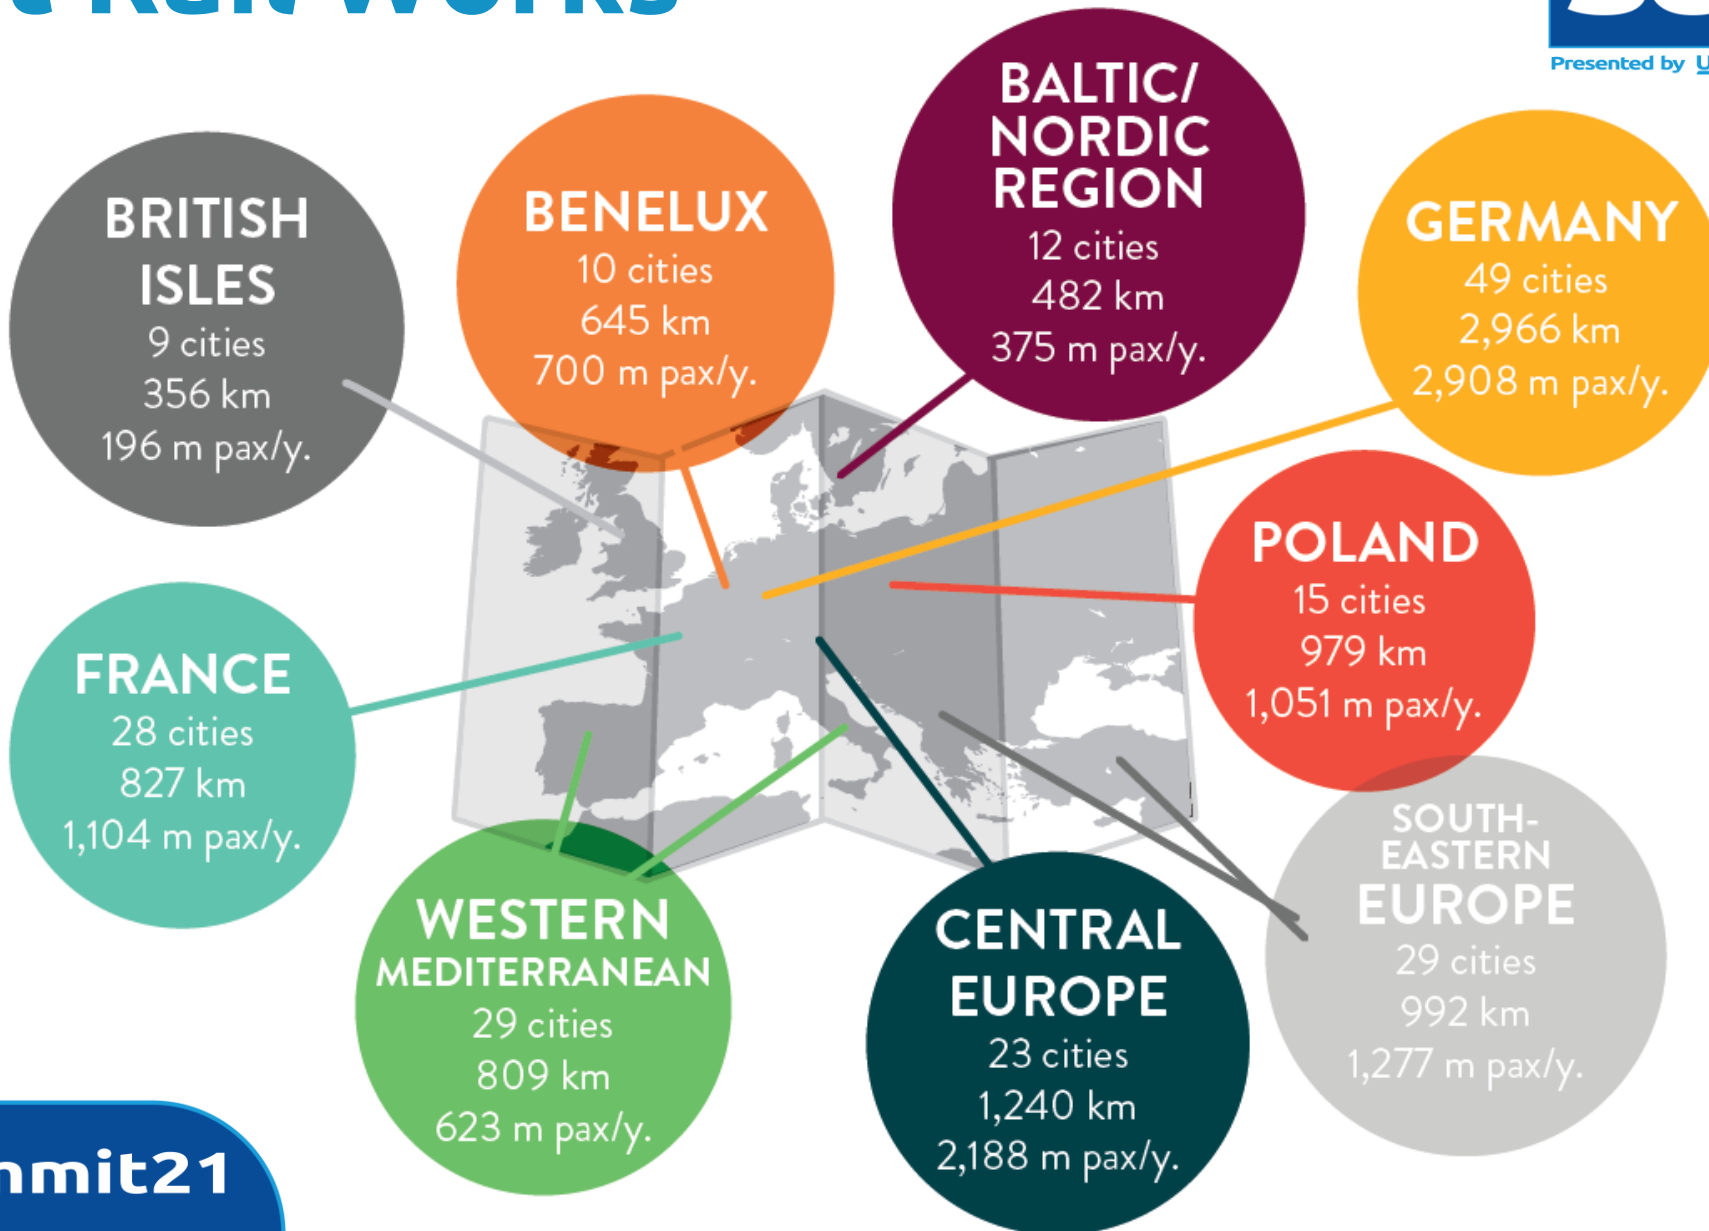 Rail Works
Presented by
BRITISH
ISLES
9 cities
356 km
196 m pax/y.
BENELUX
10 cities
645 km
700 m pax/y.
BALTIC/
NORDIC
REGION
12 cities
482 km
375 m pax/y.
GERMANY
49 cities
2,966 km
2,908 m pax/y.
FRANCE
28 cities
827 km
1,104 m pax/y.
POLAND
15 cities
979 km
1,051 m pax/y.
WESTERN
MEDITERRANEAN
29 cities
809 km
623 m pax/y.
CENTRAL
EUROPE
23 cities
1,240 km
2,188 m pax/y.
SOUTH-
EASTERN
EUROPE
29 cities
992 km
1,277 m pax/y.
mmit21